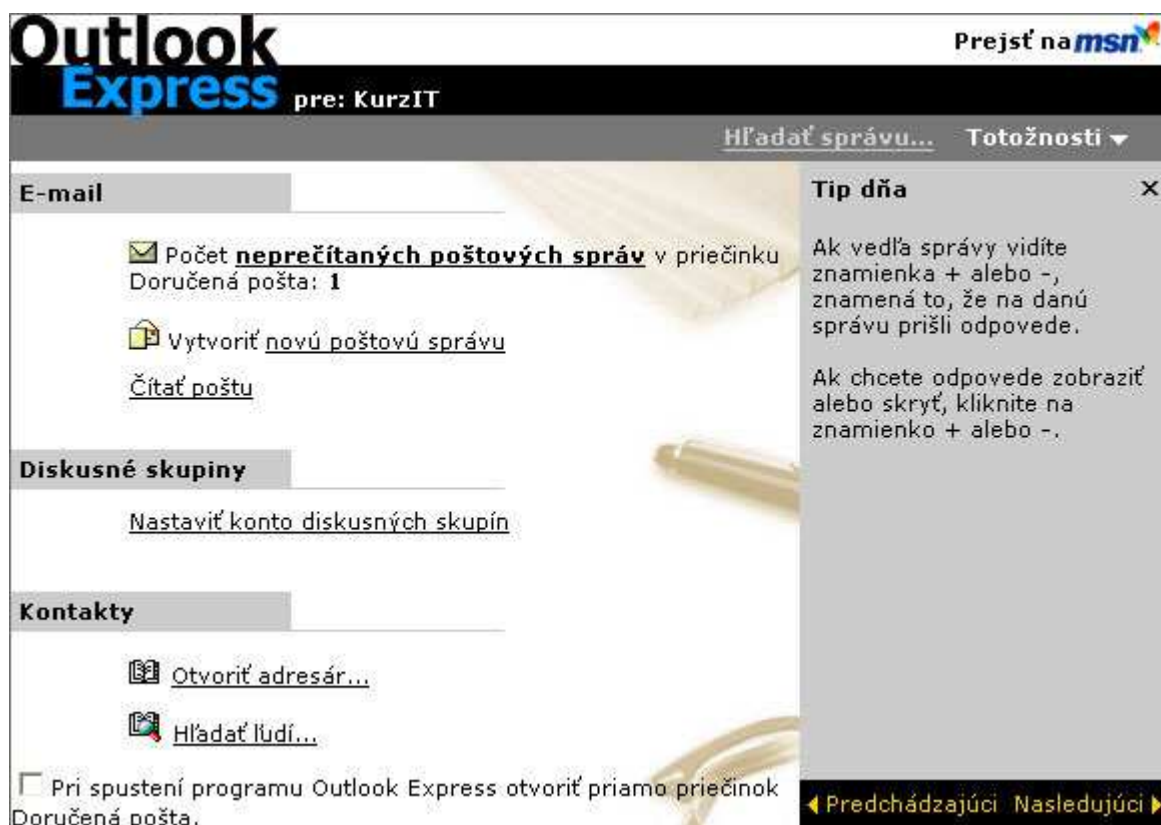 Outlook
Express pre: KurzIT
Prejsť na msn
Hľadať správu... Totožnosti
E-mail
Počet neprečítaných poštových správ v priečinku
Doručená pošta: 1
Vytvoriť novú poštovú správu
Čítať poštu
Diskusné skupiny
Nastaviť konto diskusných skupín
Kontakty
Otvoriť adresár...
Hľadať ľudí...
Pri spustení programu Outlook Express otvoriť priamo priečinok
Doručená pošta.
Tip dňa
Ak vedľa správy vidíte
znamienka + alebo -,
znamená to, že na danú
správu prišli odpovede.
Ak chcete odpovede zobraziť
alebo skryť, kliknite na
znamienko + alebo -.
Predchádzajúci Nasledujúci